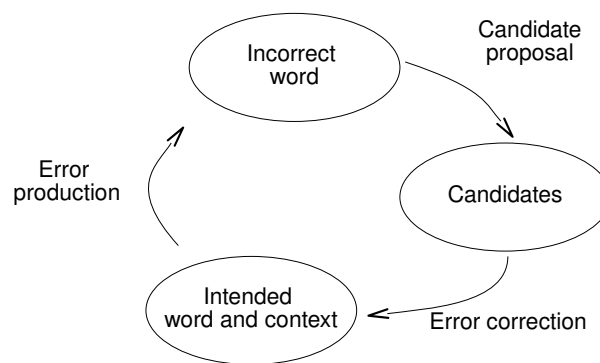 Incorrect
word
Candidate
proposal
Candidates
Error correction
Intended
word and context
Error
production